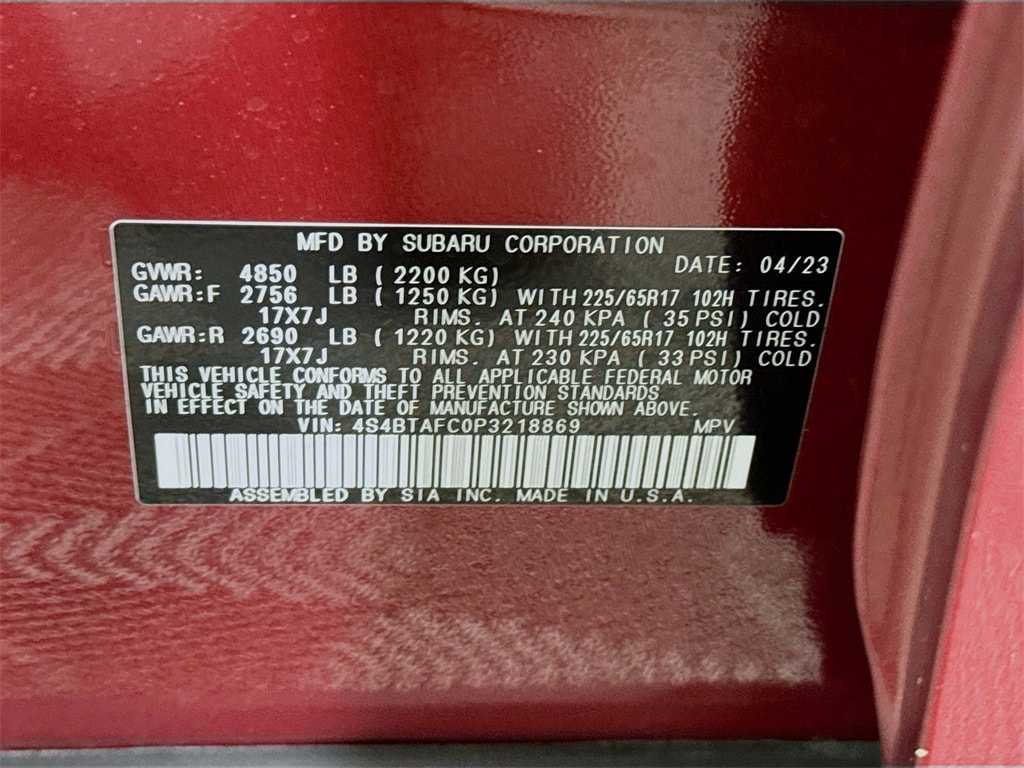 MFD BY SUBARU CORPORATION
GVWR: 4850 LB ( 2200 KG) DATE: 04/23
GAWR:F 2756 LB ( 1250 KG) WITH 225/65R17 102H TIRES.
17X7J RIMS. AT 240 KPA ( 35 PSI) COLD
GAWR:R 2690 LB ( 1220 KG) WITH 225/65R17 102H TIRES.
17X7J RIMS. AT 230 KPA ( 33 PSI) COLD
THIS VEHICLE CONFORMS TO ALL APPLICABLE FEDERAL MOTOR
VEHICLE SAFETY AND THEFT PREVENTION STANDARDS
IN EFFECT ON THE DATE OF MANUFACTURE SHOWN ABOVE.
VIN: 4S4BTAFC0P3218869 MPV
ASSEMBLED BY SIA INC. MADE IN U.S.A.